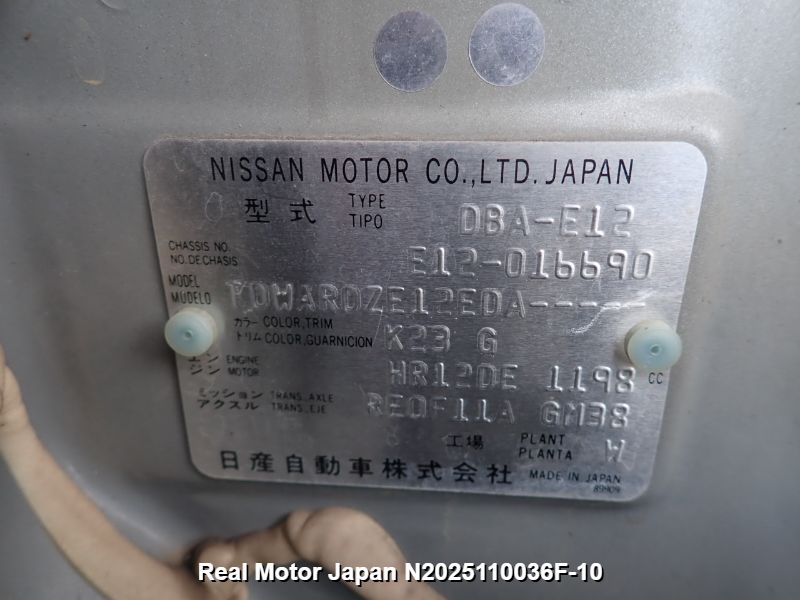 NISSAN MOTOR CO.,LTD. JAPAN
型式 TYPE TIPO DBA-E12
CHASSIS NO. NO.DE.CHASIS E12-016690
MODEL MUDELO FDWARDZE12EDA-----
カラー COLOR,TRIM トリム COLOR,GUARNICION K23 G
エン ENGINE ジン MOTOR HR12DE 1198 CC
ミッション TRANS.,AXLE アクスル TRANS.,EJE RE0F11A GM38
工場 PLANT PLANTA W
日産自動車株式会社 MADE IN JAPAN
89909
Real Motor Japan N2025110036F-10